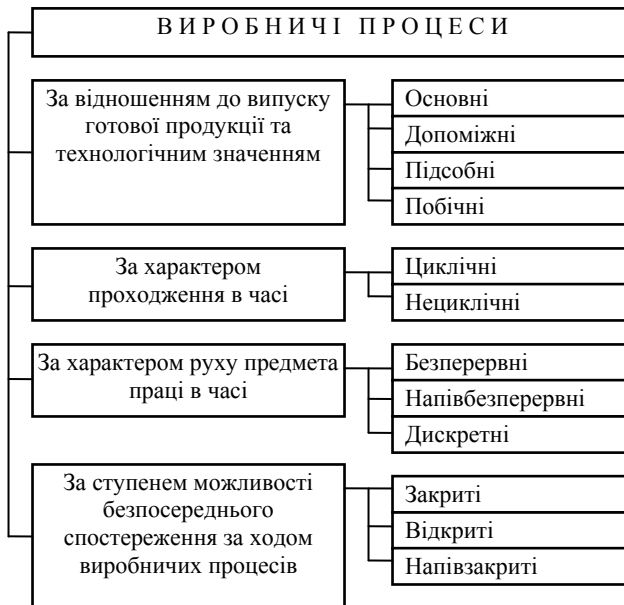 ВИРОБНИЧІ ПРОЦЕСИ
За відношенням до випуску
готової продукції та
технологічним значенням
Основні
Допоміжні
Підсобні
Побічні
За характером
проходження в часі
Циклічні
Нециклічні
За характером руху предмета
праці в часі
Безперервні
Напівбезперервні
Дискретні
За ступенем можливості
безпосереднього
спостереження за ходом
виробничих процесів
Закриті
Відкриті
Напівзакриті